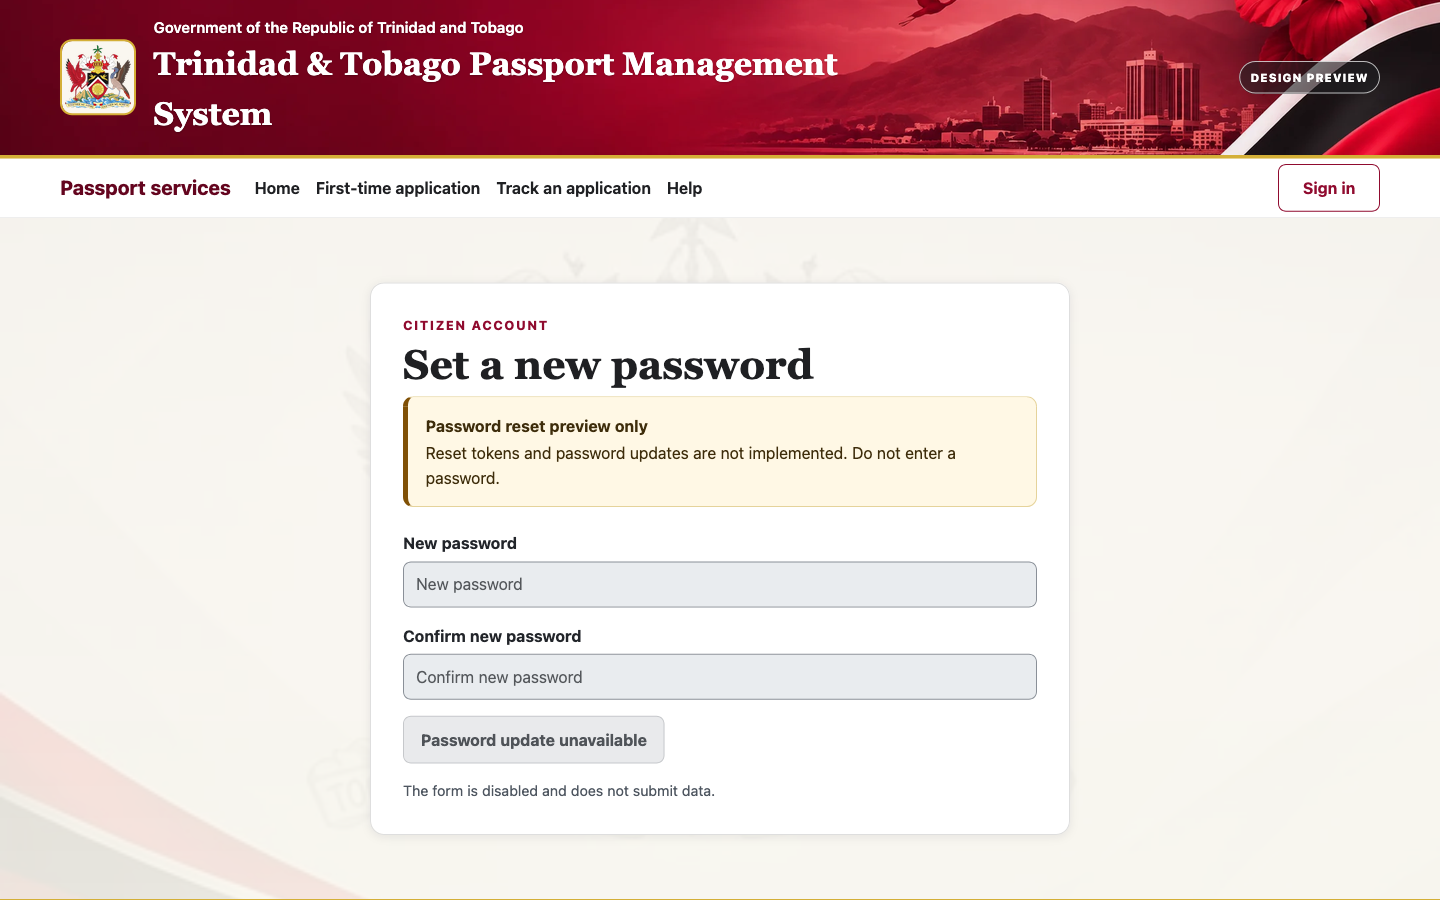 Government of the Republic of Trinidad and Tobago
Trinidad & Tobago Passport Management
System
DESIGN PREVIEW
Passport services
Home
First-time application
Track an application
Help
Sign in
CITIZEN ACCOUNT
Set a new password
Password reset preview only
Reset tokens and password updates are not implemented. Do not enter a
password.
New password
New password
Confirm new password
Confirm new password
Password update unavailable
The form is disabled and does not submit data.